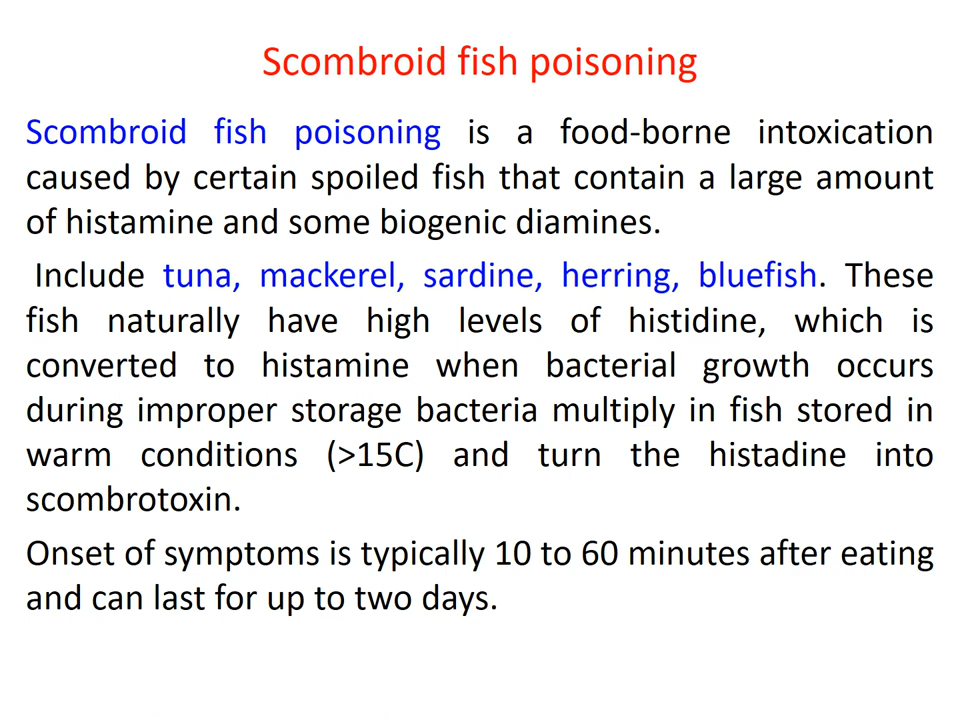 Scombroid fish poisoning
Scombroid fish poisoning is a food-borne intoxication
caused by certain spoiled fish that contain a large amount
of histamine and some biogenic diamines.
Include tuna, mackerel, sardine, herring, bluefish. These
fish naturally have high levels of histidine, which is
converted to histamine when bacterial growth occurs
during improper storage bacteria multiply in fish stored in
warm conditions (>15C) and turn the histadine into
scombrotoxin.
Onset of symptoms is typically 10 to 60 minutes after eating
and can last for up to two days.